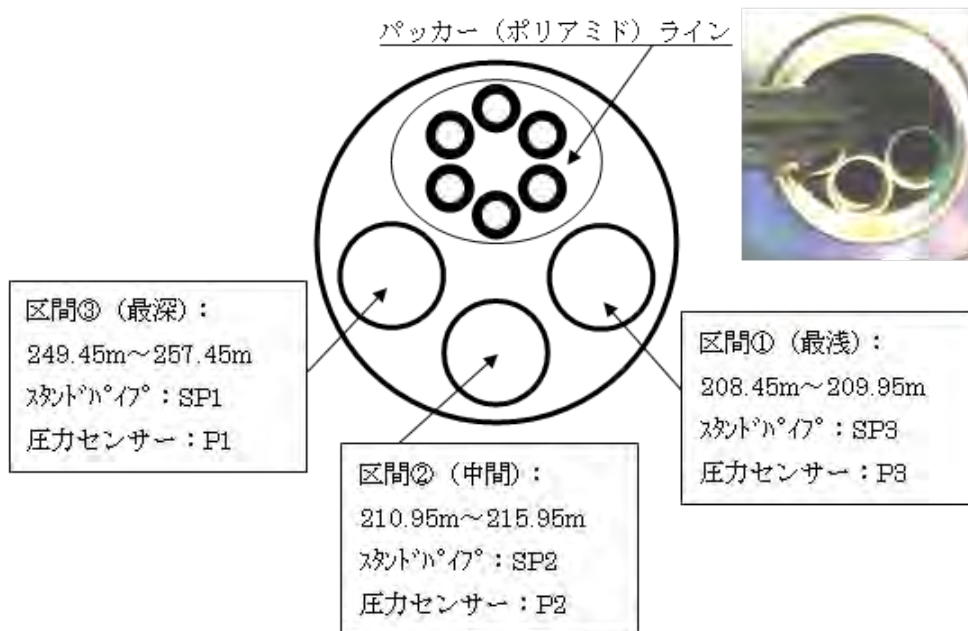 パッカー（ポリアミド）ライン
区間③（最深）：
249.45m～257.45m
ｽﾀﾝﾄﾞﾊﾟｲﾌﾟ：SP1
圧力センサー：P1
区間②（中間）：
210.95m～215.95m
ｽﾀﾝﾄﾞﾊﾟｲﾌﾟ：SP2
圧力センサー：P2
区間①（最浅）：
208.45m～209.95m
ｽﾀﾝﾄﾞﾊﾟｲﾌﾟ：SP3
圧力センサー：P3